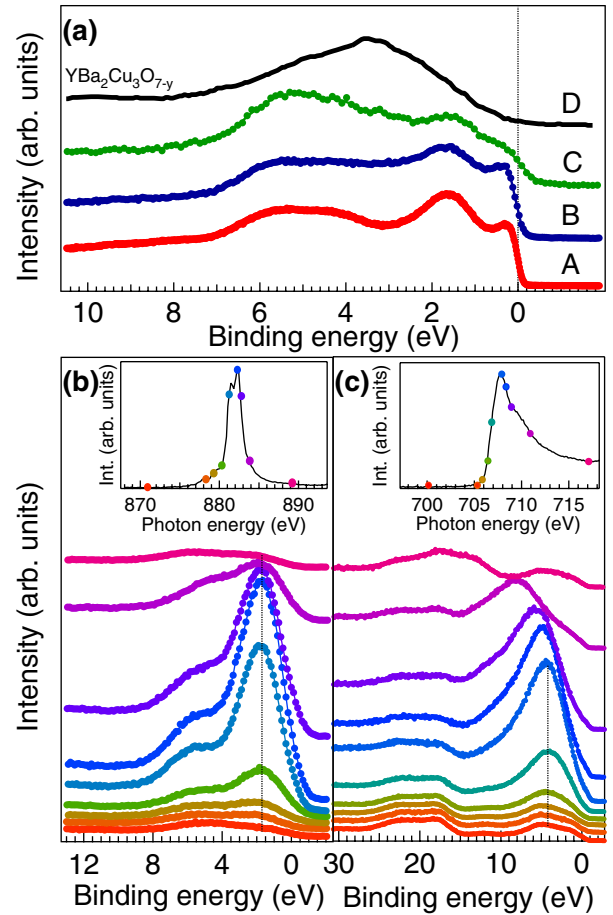 (a)
Intensity (arb. units)
YBa2Cu3O7-y
D
C
B
A
10 8 6 4 2 0
Binding energy (eV)
(b)
Int. (arb. units)
870 880 890
Photon energy (eV)
(c)
Int. (arb. units)
700 705 710 715
Photon energy (eV)
Intensity (arb. units)
12 8 4 0
Binding energy (eV)
30 20 10 0
Binding energy (eV)